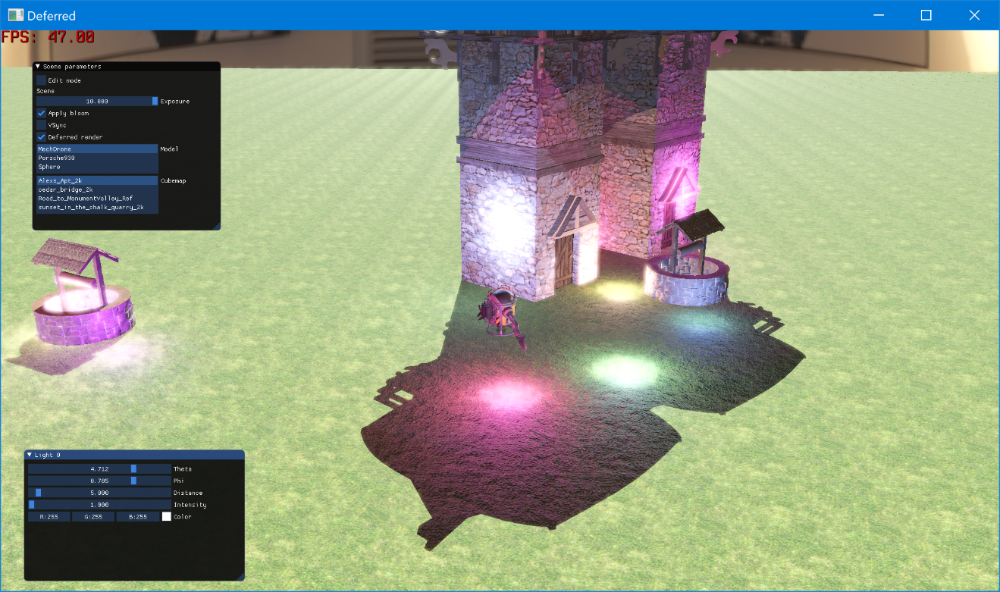 Deferred
FPS: 47.00
Scene parameters
Edit mode
Scene
10.000 Exposure
Apply bloom
VSync
Deferred render
MechDrone Model
Porsche930
Sphere
Alexs_Apt_2k Cubemap
cedar_bridge_2k
Road_to_MonumentValley_Ref
sunset_in_the_chalk_quarry_2k
Light 0
4.712 Theta
0.785 Phi
5.000 Distance
1.000 Intensity
R:255 G:255 B:255 Color